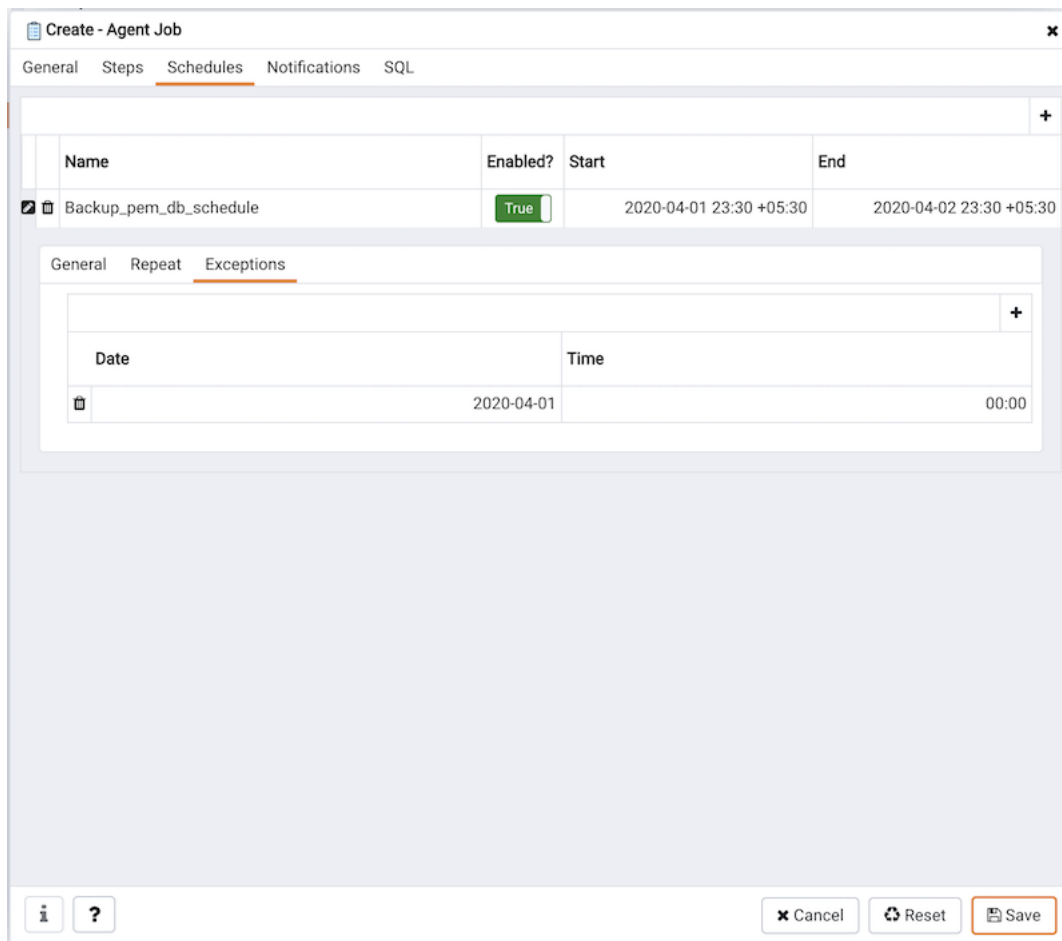 Create - Agent Job
General Steps Schedules Notifications SQL
Name Enabled? Start End
Backup_pem_db_schedule True 2020-04-01 23:30 +05:30 2020-04-02 23:30 +05:30
General Repeat Exceptions
Date Time
2020-04-01 00:00
i ? Cancel Reset Save